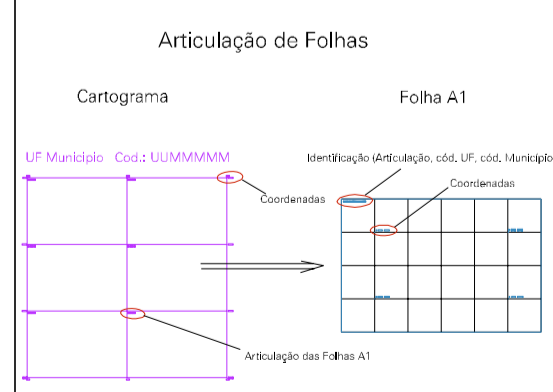 Articulação de Folhas
Cartograma
Folha A1
UF Municipio Cod.: UUMMMMM
Identificação (Articulação, cód. UF, cód. Município
Coordenadas
Coordenadas
Articulação das Folhas A1